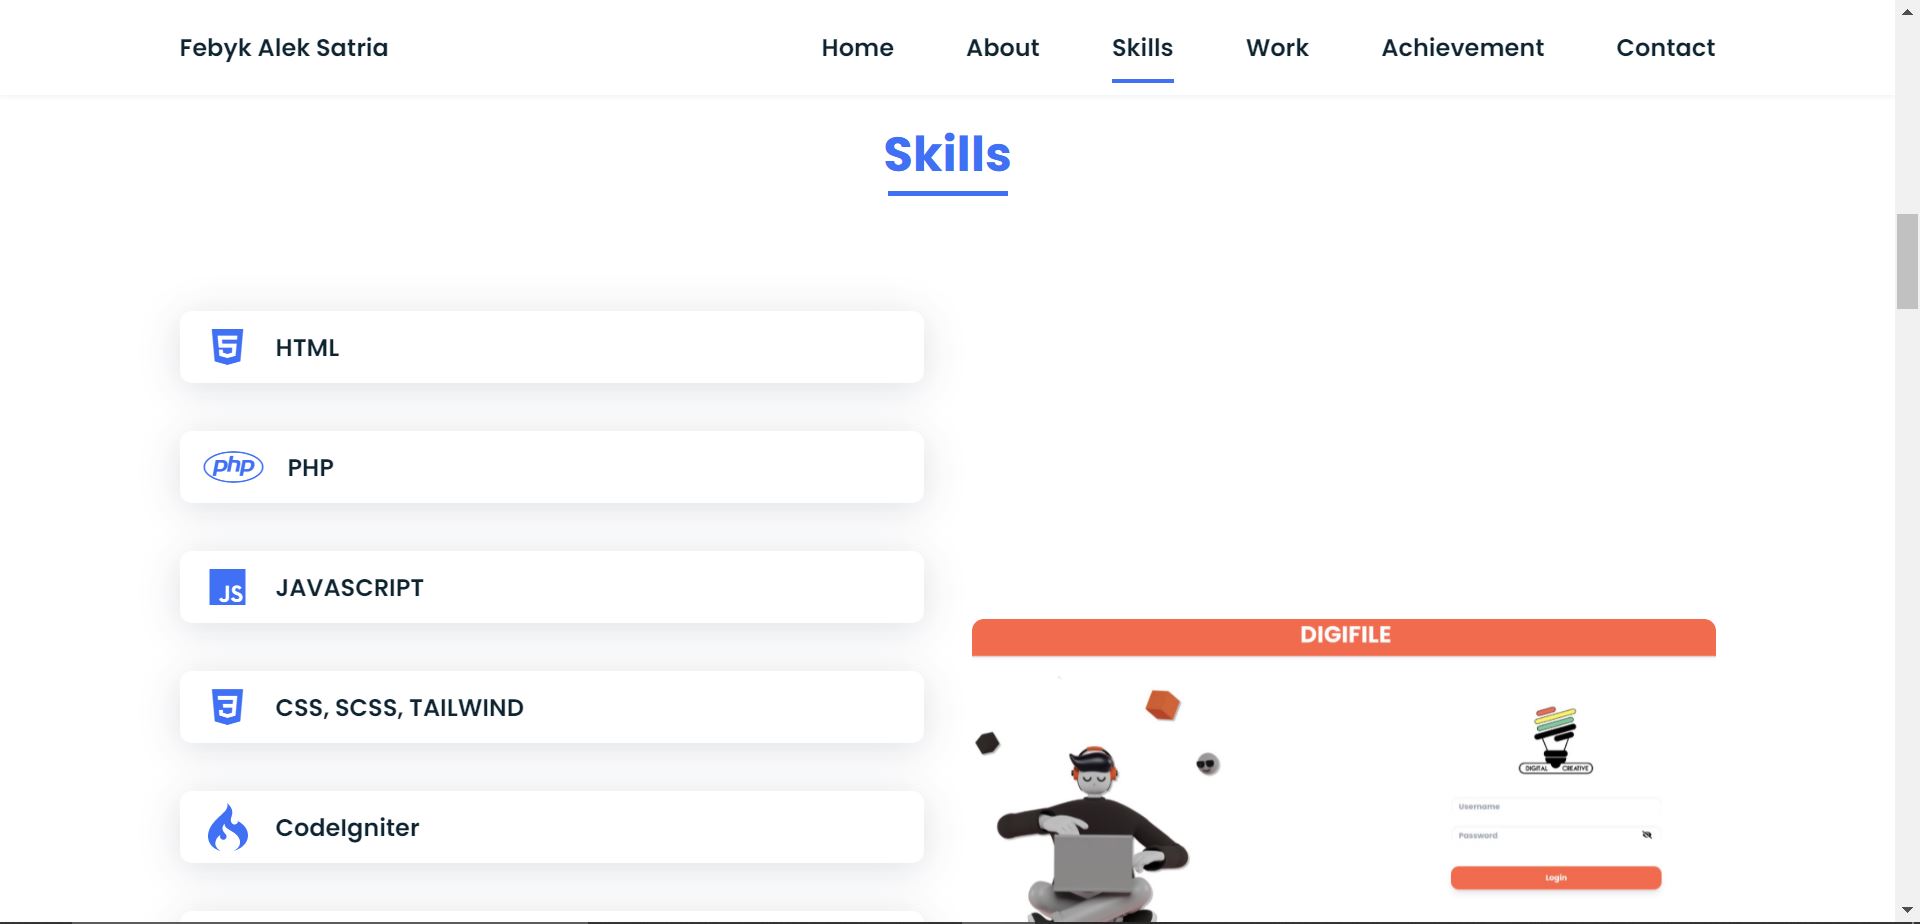 Febyk Alek Satria
Home About Skills Work Achievement Contact
Skills
HTML
php PHP
JS JAVASCRIPT
CSS, SCSS, TAILWIND
CodeIgniter
DIGIFILE
DIGITAL CREATIVE
Username
Password
Login